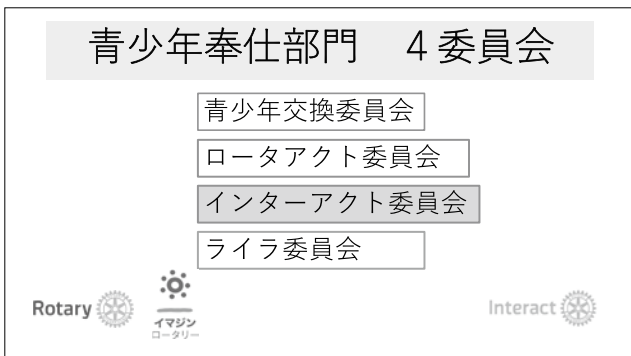 青少年奉仕部門　４委員会
青少年交換委員会
ロータアクト委員会
インターアクト委員会
ライラ委員会
Rotary
イマジン
ロータリー
Interact